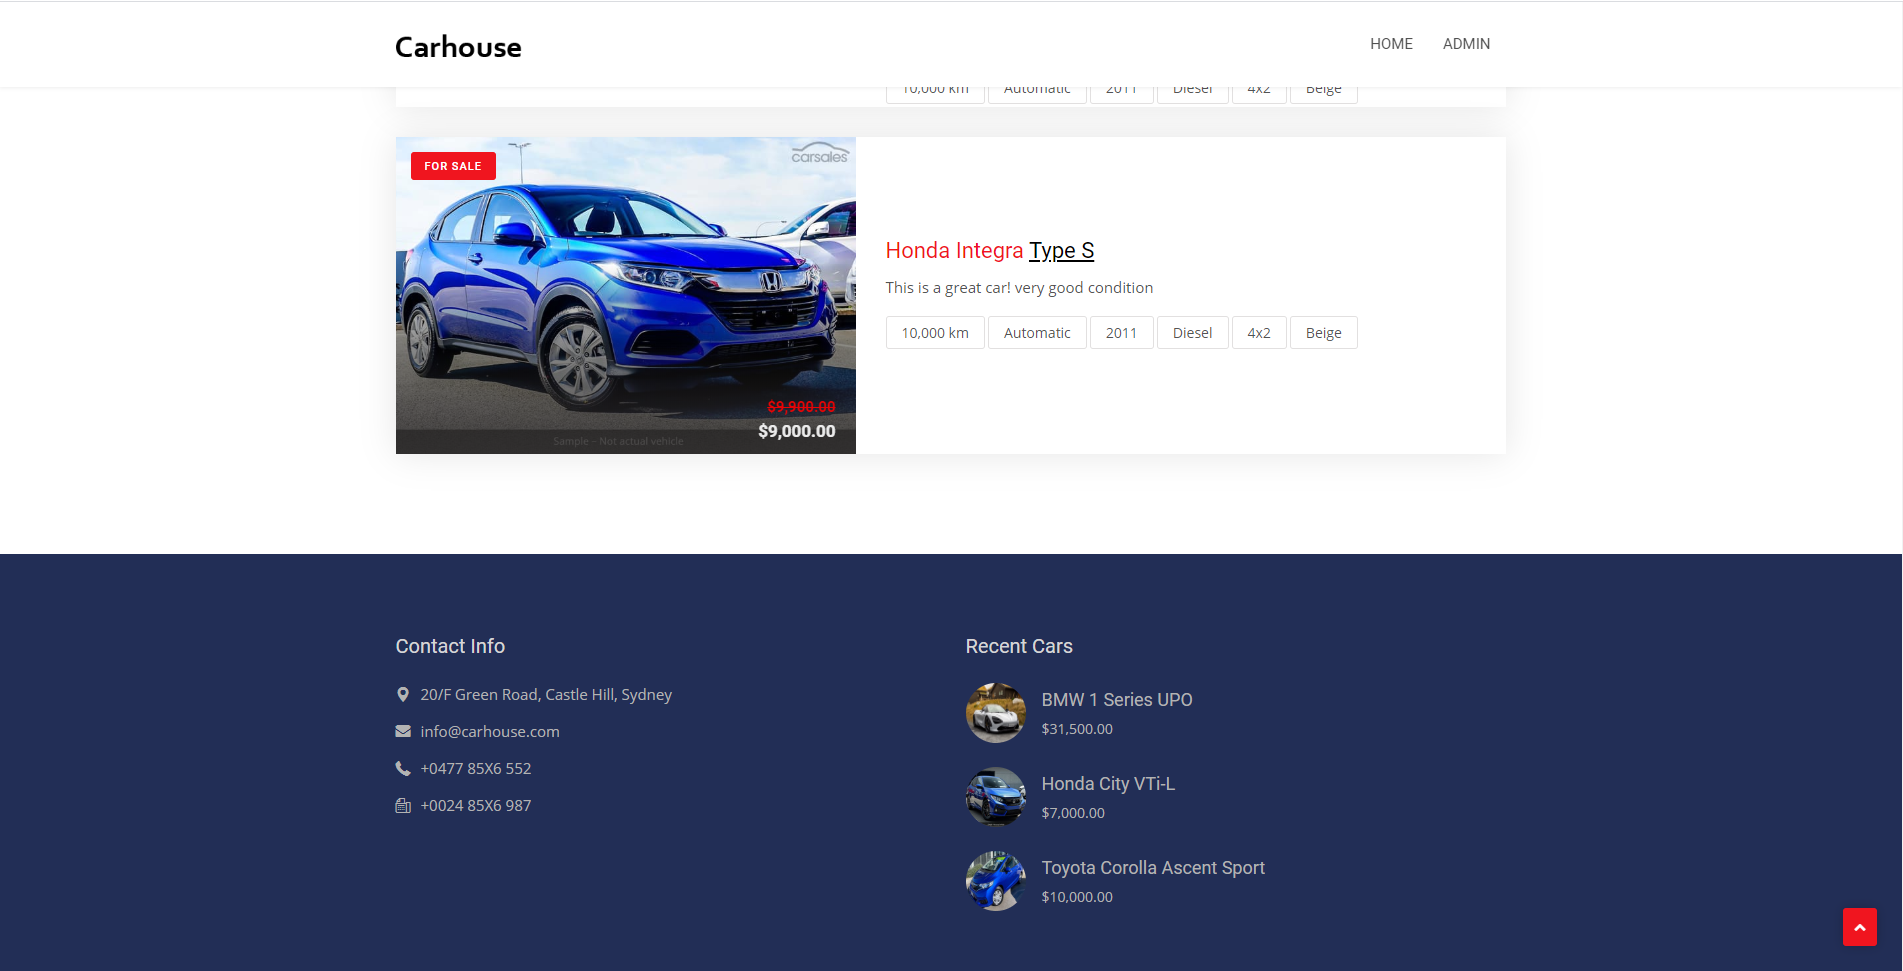 Carhouse
HOME ADMIN
10,000 km Automatic 2011 Diesel 4x2 Beige
FOR SALE
carsales
$9,900.00
$9,000.00
Sample - Not actual vehicle
Honda Integra Type S
This is a great car! very good condition
10,000 km Automatic 2011 Diesel 4x2 Beige
Contact Info
20/F Green Road, Castle Hill, Sydney
info@carhouse.com
+0477 85X6 552
+0024 85X6 987
Recent Cars
BMW 1 Series UPO
$31,500.00
Honda City VTi-L
$7,000.00
Toyota Corolla Ascent Sport
$10,000.00